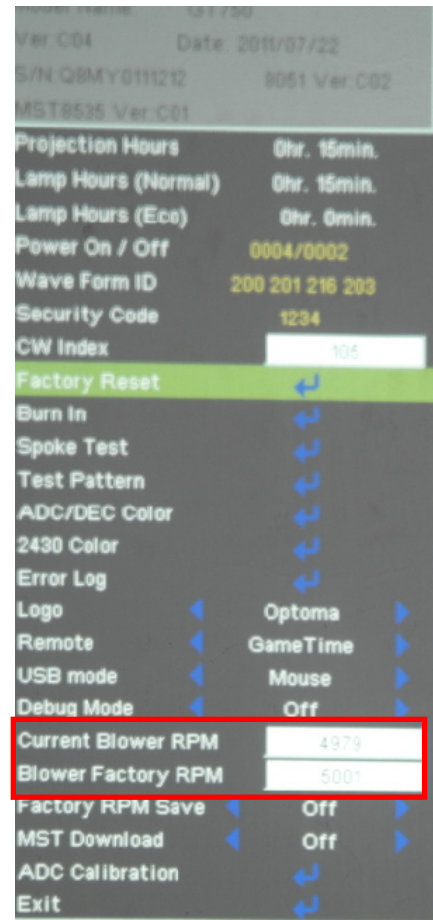 Model Name: GT750
Ver:C04 Date: 2011/07/22
S/N:Q8MY0111212 8051 Ver:C02
MST8535 Ver:C01
Projection Hours 0hr. 15min.
Lamp Hours (Normal) 0hr. 15min.
Lamp Hours (Eco) 0hr. 0min.
Power On / Off 0004/0002
Wave Form ID 200 201 216 203
Security Code 1234
CW Index 105
Factory Reset
Burn In
Spoke Test
Test Pattern
ADC/DEC Color
2430 Color
Error Log
Logo Optoma
Remote GameTime
USB mode Mouse
Debug Mode Off
Current Blower RPM 4979
Blower Factory RPM 5001
Factory RPM Save Off
MST Download Off
ADC Calibration
Exit